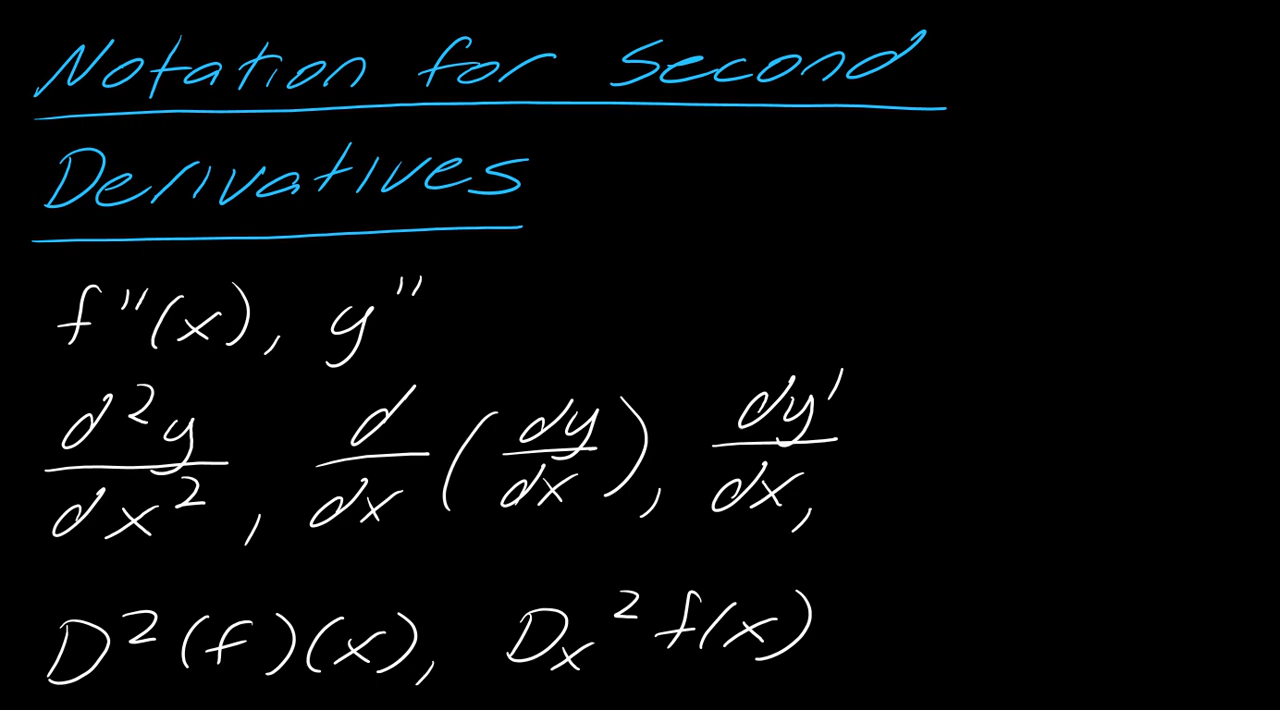 Notation for Second
Derivatives
f''(x), y''
d²y/dx², d/dx(dy/dx), dy'/dx,
D²(f)(x), Dₓ²f(x)